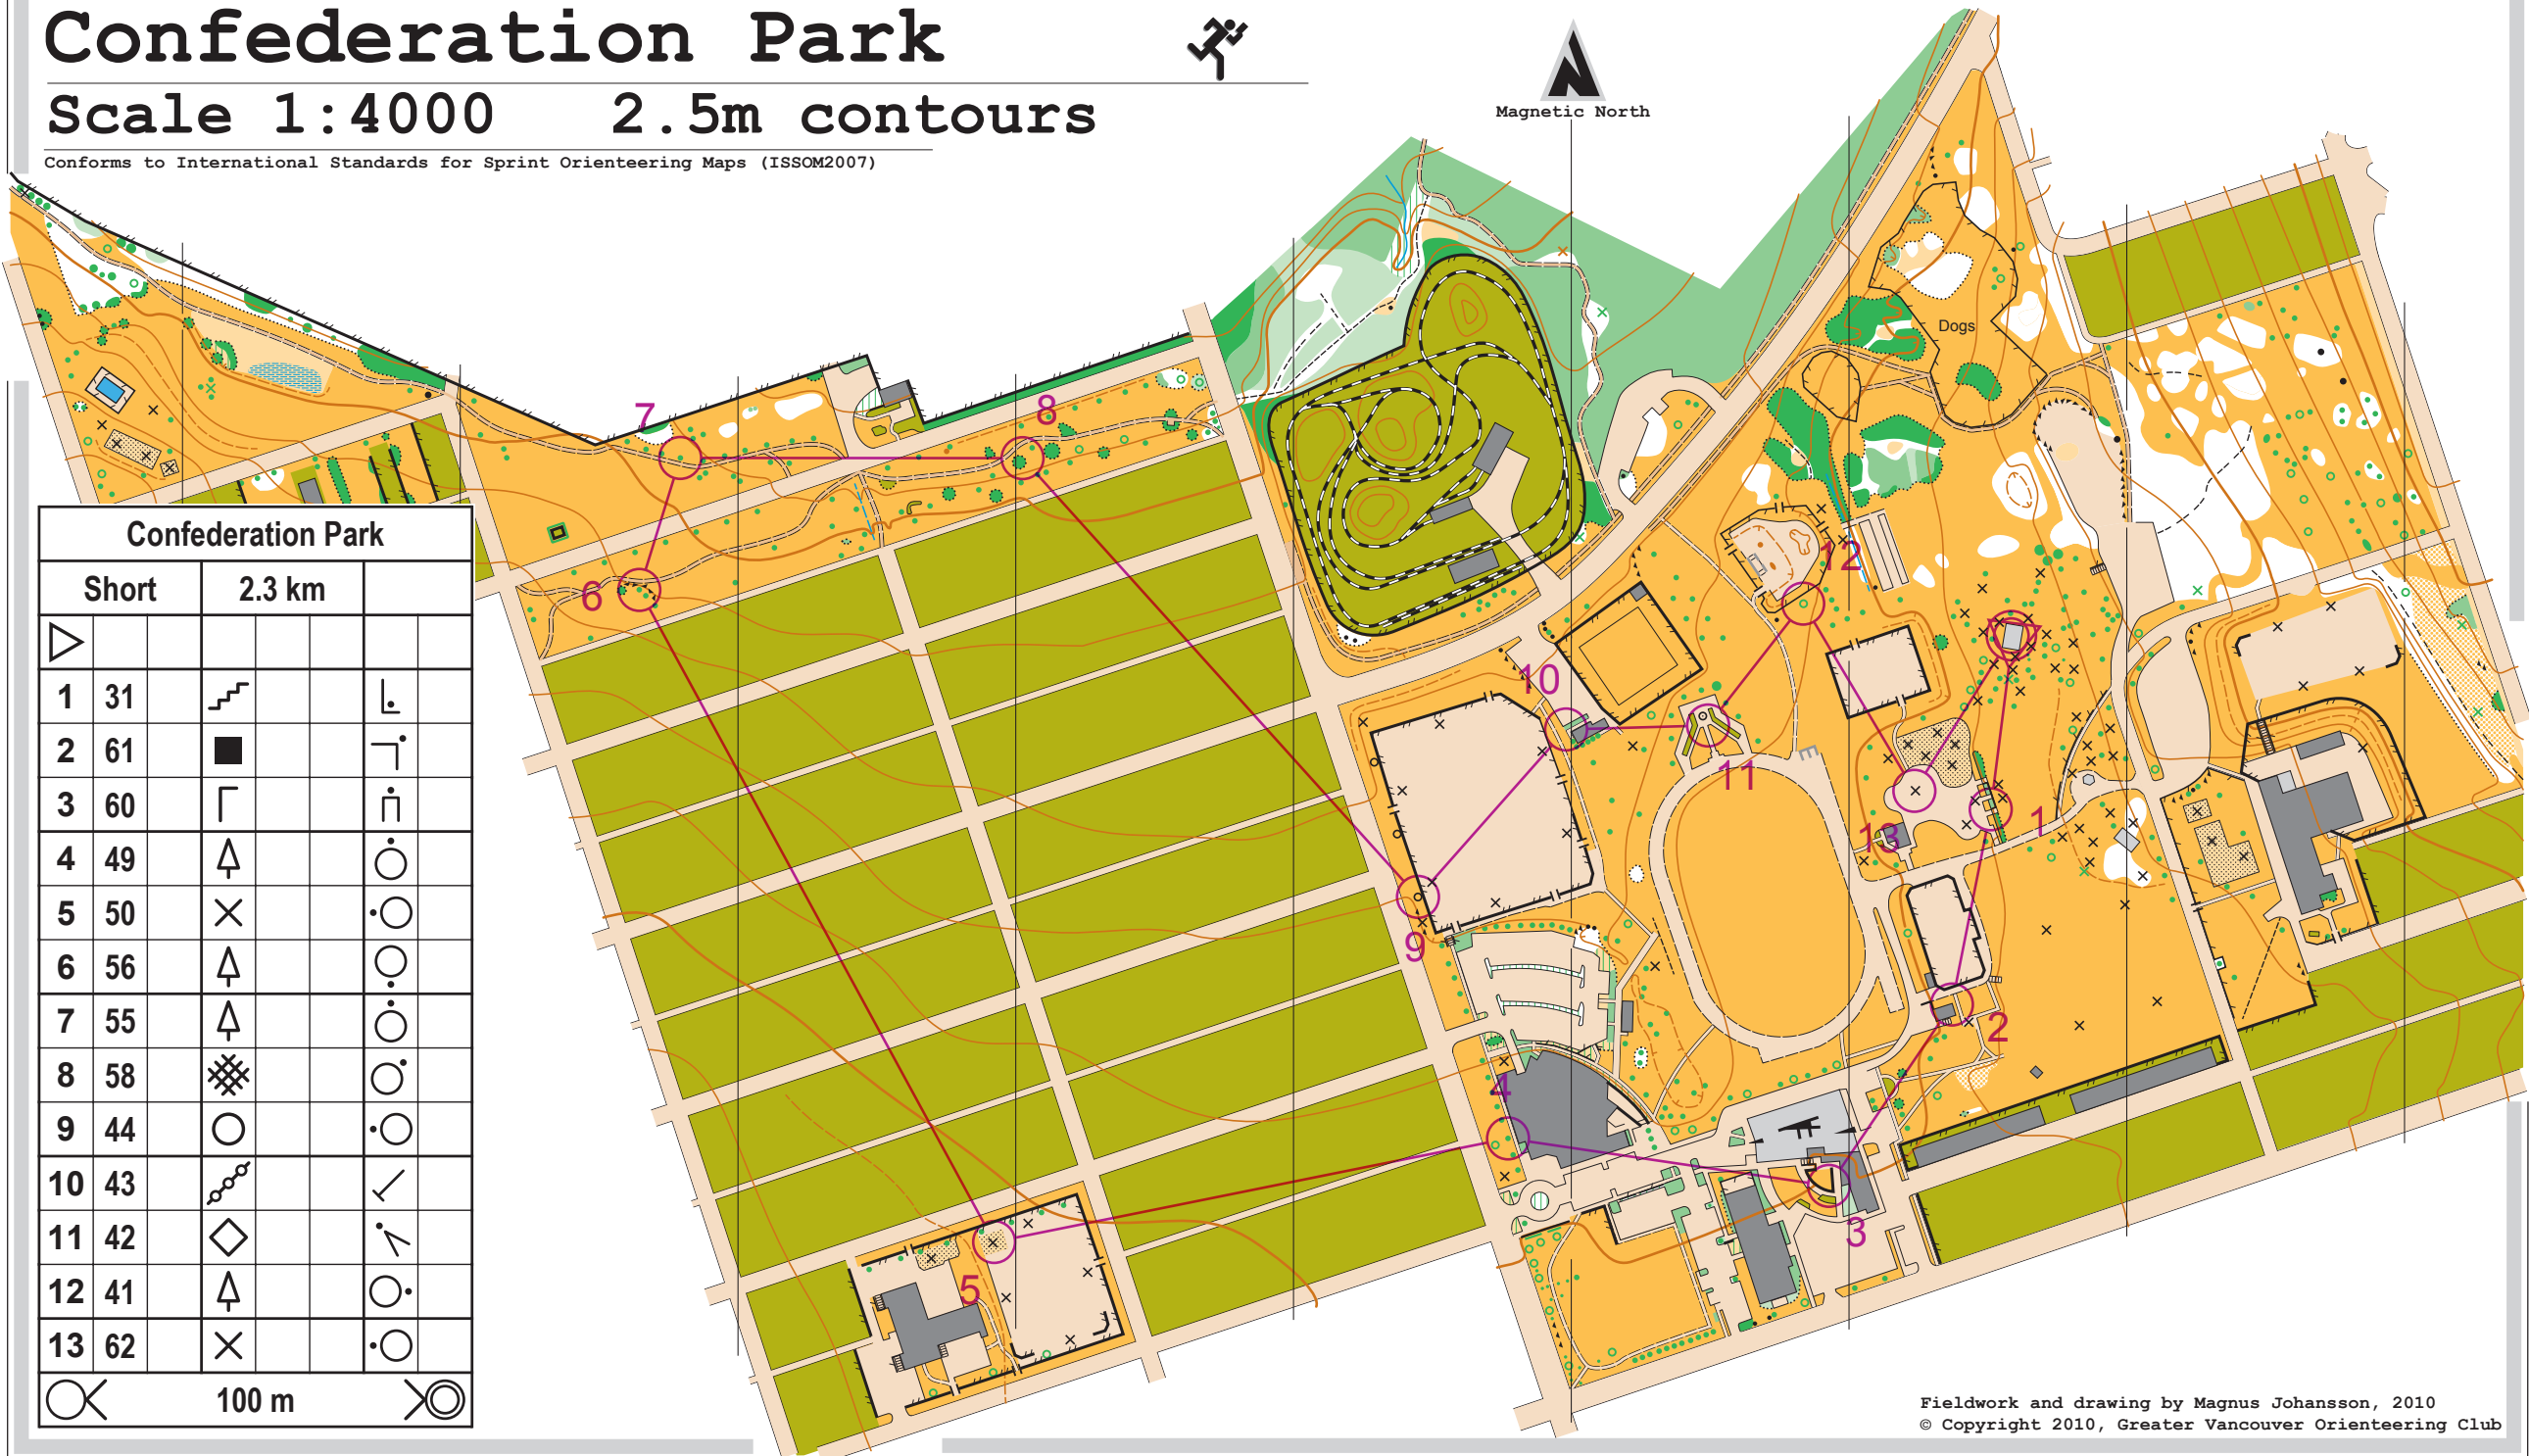 Confederation Park
Scale 1:4000 2.5m contours
Conforms to International Standards for Sprint Orienteering Maps (ISSOM2007)
Magnetic North
Dogs
7
8
6
12
10
11
13
1
9
2
4
3
5
Confederation Park
Short 2.3 km
1 31
2 61
3 60
4 49
5 50
6 56
7 55
8 58
9 44
10 43
11 42
12 41
13 62
100 m
Fieldwork and drawing by Magnus Johansson, 2010
© Copyright 2010, Greater Vancouver Orienteering Club